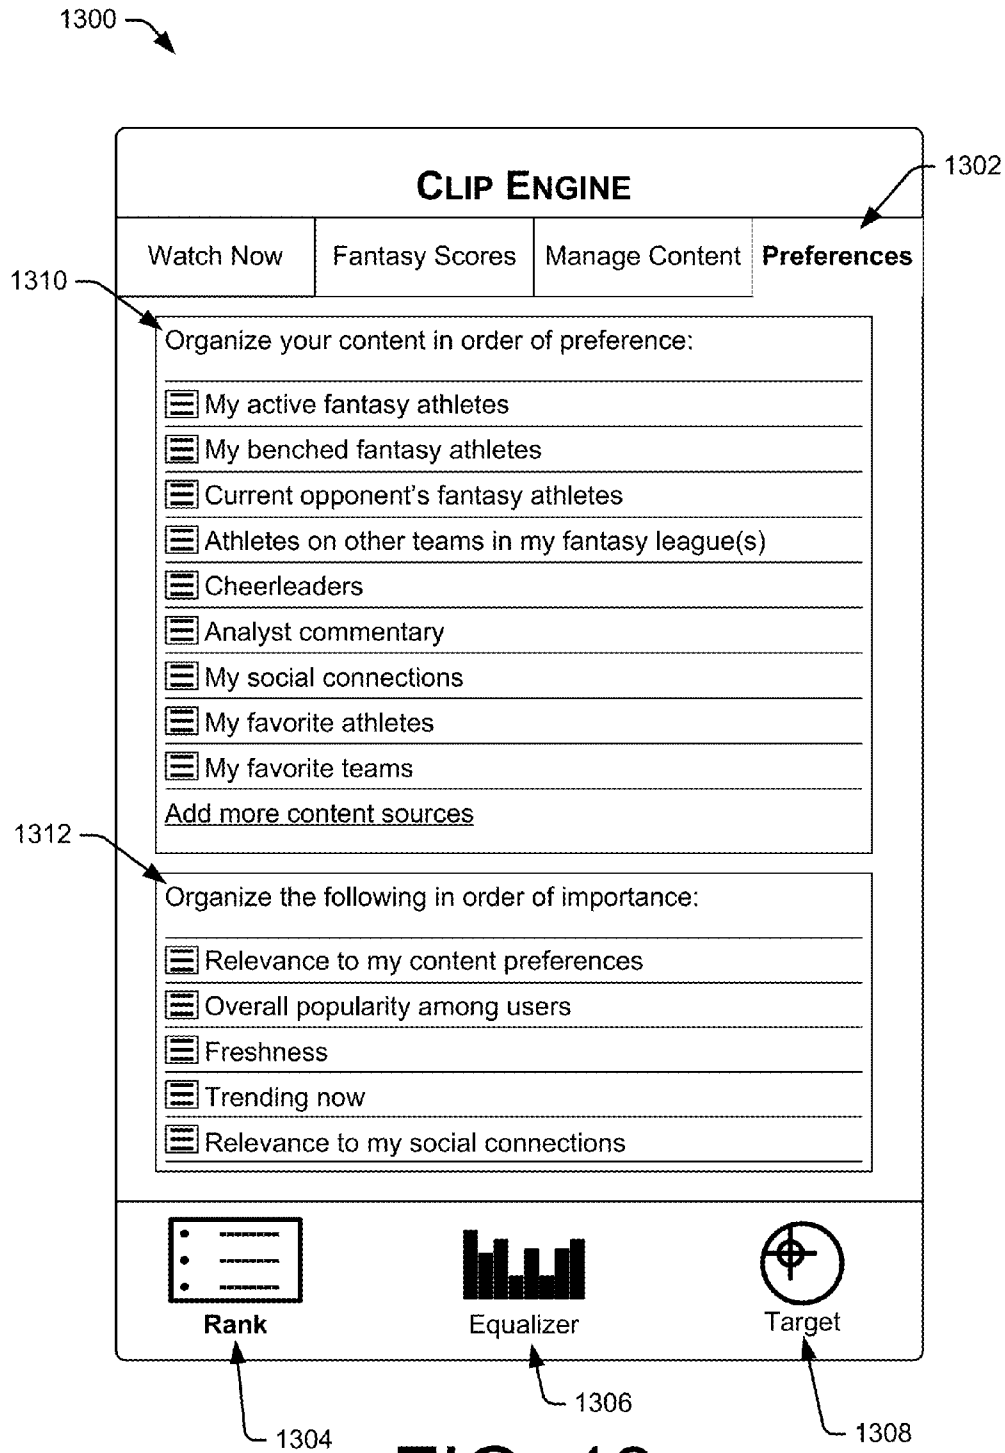 1300
CLIP ENGINE
1302
Watch Now Fantasy Scores Manage Content Preferences
1310
Organize your content in order of preference:
My active fantasy athletes
My benched fantasy athletes
Current opponent's fantasy athletes
Athletes on other teams in my fantasy league(s)
Cheerleaders
Analyst commentary
My social connections
My favorite athletes
My favorite teams
Add more content sources
1312
Organize the following in order of importance:
Relevance to my content preferences
Overall popularity among users
Freshness
Trending now
Relevance to my social connections
Rank Equalizer Target
1306
1304
1308